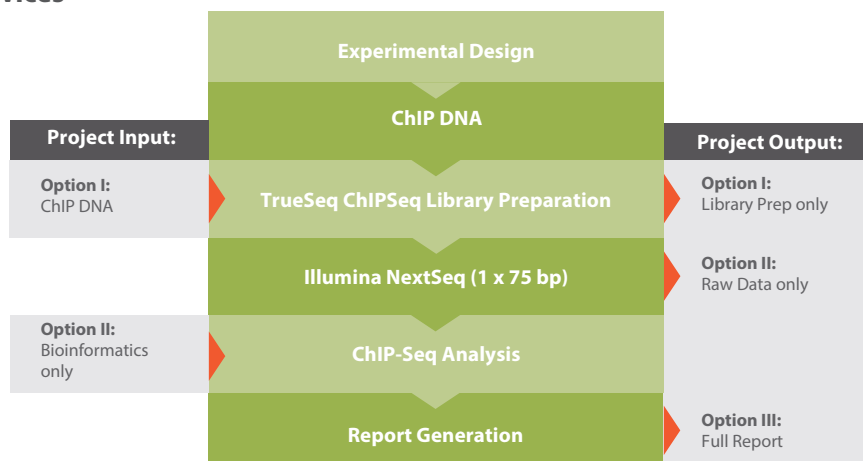 Experimental Design
ChIP DNA
Project Input:
Project Output:
Option I:
ChIP DNA
TrueSeq ChIPSeq Library Preparation
Option I:
Library Prep only
Illumina NextSeq (1 x 75 bp)
Option II:
Raw Data only
Option II:
Bioinformatics
only
ChIP-Seq Analysis
Report Generation
Option III:
Full Report